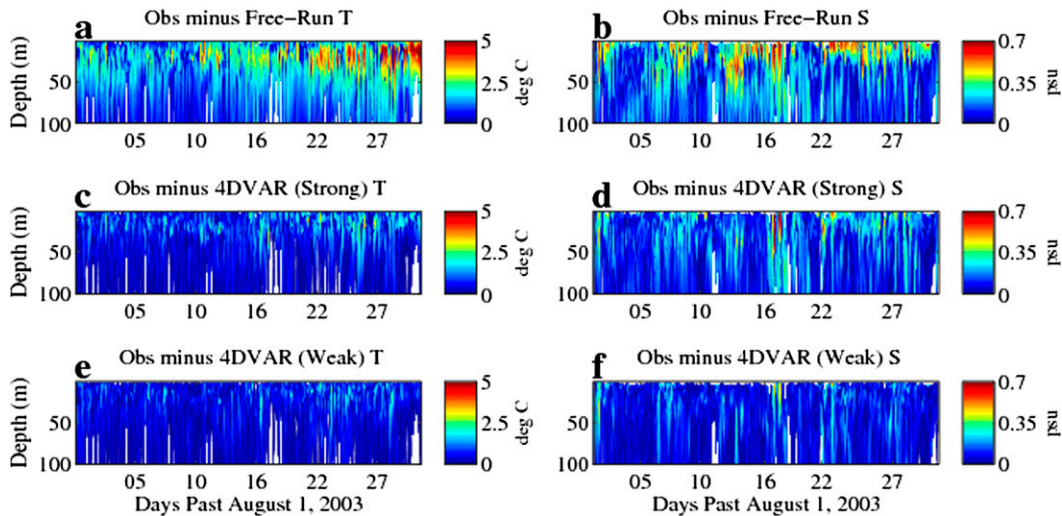 a Obs minus Free-Run T
Depth (m)
50
100
05 10 16 22 27
5
2.5
0
deg C
b Obs minus Free-Run S
50
100
05 10 16 22 27
0.7
0.35
0
psu
c Obs minus 4DVAR (Strong) T
Depth (m)
50
100
05 10 16 22 27
5
2.5
0
deg C
d Obs minus 4DVAR (Strong) S
50
100
05 10 16 22 27
0.7
0.35
0
psu
e Obs minus 4DVAR (Weak) T
Depth (m)
50
100
05 10 16 22 27
Days Past August 1, 2003
5
2.5
0
deg C
f Obs minus 4DVAR (Weak) S
50
100
05 10 16 22 27
Days Past August 1, 2003
0.7
0.35
0
psu